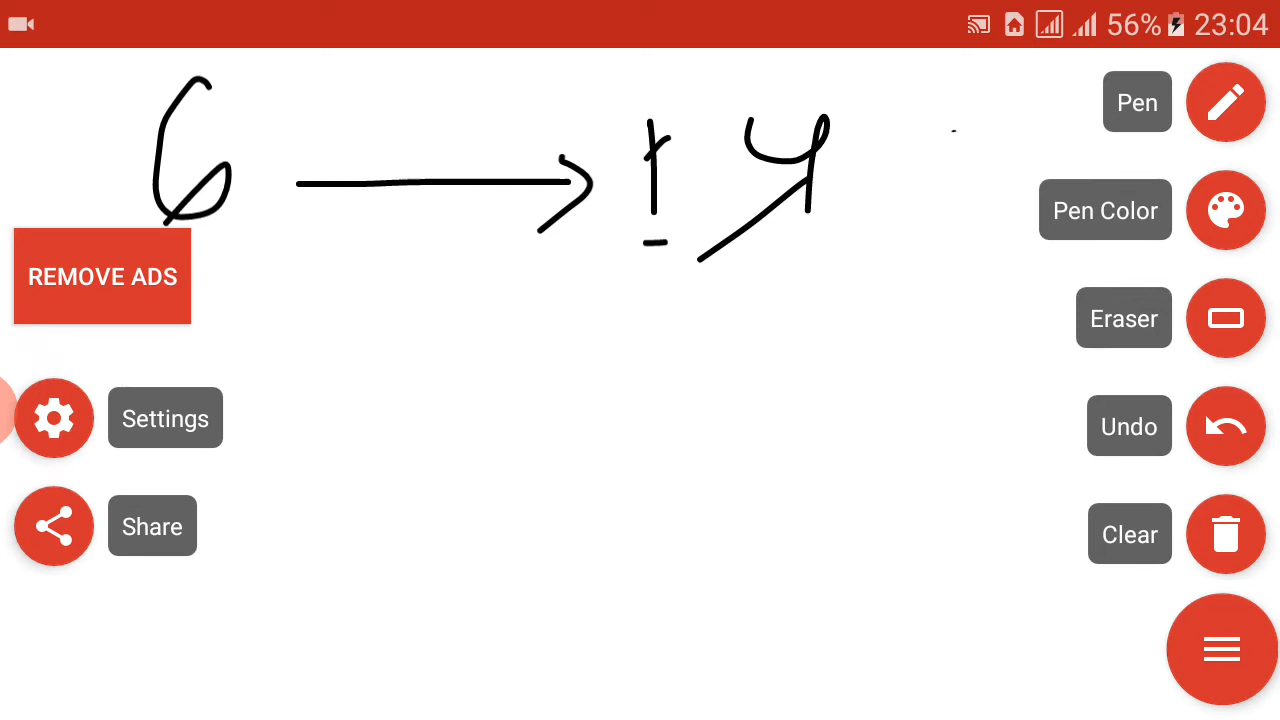 56% 23:04
6 → ± y
Pen
Pen Color
REMOVE ADS
Eraser
Settings
Undo
Share
Clear